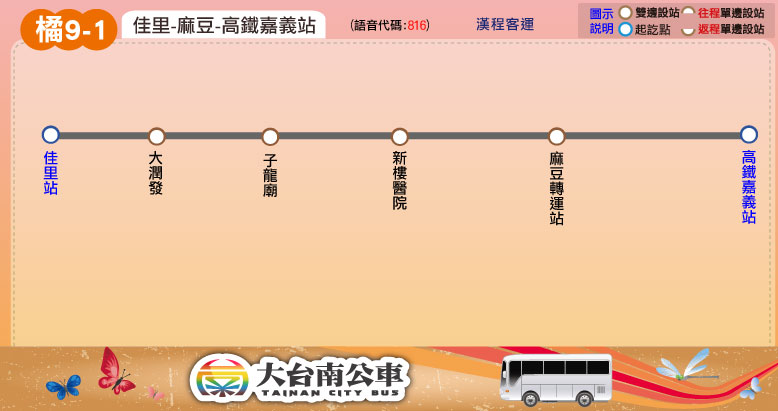 橘9-1
佳里-麻豆-高鐵嘉義站
(語音代碼:816)
漢程客運
圖示說明
雙邊設站
往程單邊設站
起訖點
返程單邊設站
佳里站
大潤發
子龍廟
新樓醫院
麻豆轉運站
高鐵嘉義站
大台南公車
TAINAN CITY BUS